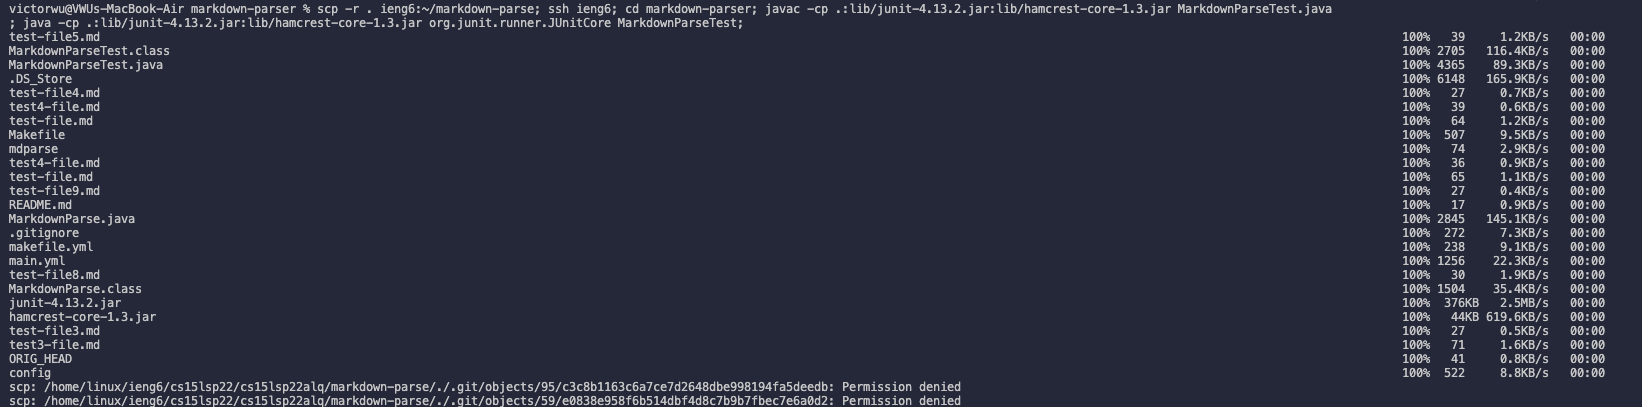 victorwu@VWUs-MacBook-Air markdown-parser % scp -r . ieng6:~/markdown-parse; ssh ieng6; cd markdown-parser; javac -cp .:lib/junit-4.13.2.jar:lib/hamcrest-core-1.3.jar MarkdownParseTest.java
; java -cp .:lib/junit-4.13.2.jar:lib/hamcrest-core-1.3.jar org.junit.runner.JUnitCore MarkdownParseTest;
test-file5.md 100% 39 1.2KB/s 00:00
MarkdownParseTest.class 100% 2705 116.4KB/s 00:00
MarkdownParseTest.java 100% 4365 89.3KB/s 00:00
.DS_Store 100% 6148 165.9KB/s 00:00
test-file4.md 100% 27 0.7KB/s 00:00
test4-file.md 100% 39 0.6KB/s 00:00
test-file.md 100% 64 1.2KB/s 00:00
Makefile 100% 507 9.5KB/s 00:00
mdparse 100% 74 2.9KB/s 00:00
test4-file.md 100% 36 0.9KB/s 00:00
test-file.md 100% 65 1.1KB/s 00:00
test-file9.md 100% 27 0.4KB/s 00:00
README.md 100% 17 0.9KB/s 00:00
MarkdownParse.java 100% 2845 145.1KB/s 00:00
.gitignore 100% 272 7.3KB/s 00:00
makefile.yml 100% 238 9.1KB/s 00:00
main.yml 100% 1256 22.3KB/s 00:00
test-file8.md 100% 30 1.9KB/s 00:00
MarkdownParse.class 100% 1504 35.4KB/s 00:00
junit-4.13.2.jar 100% 376KB 2.5MB/s 00:00
hamcrest-core-1.3.jar 100% 44KB 619.6KB/s 00:00
test-file3.md 100% 27 0.5KB/s 00:00
test3-file.md 100% 71 1.6KB/s 00:00
ORIG_HEAD 100% 41 0.8KB/s 00:00
config 100% 522 8.8KB/s 00:00
scp: /home/linux/ieng6/cs15lsp22/cs15lsp22alq/markdown-parse/./.git/objects/95/c3c8b1163c6a7ce7d2648dbe998194fa5deedb: Permission denied
scp: /home/linux/ieng6/cs15lsp22/cs15lsp22alq/markdown-parse/./.git/objects/59/e0838e958f6b514dbf4d8c7b9b7fbec7e6a0d2: Permission denied